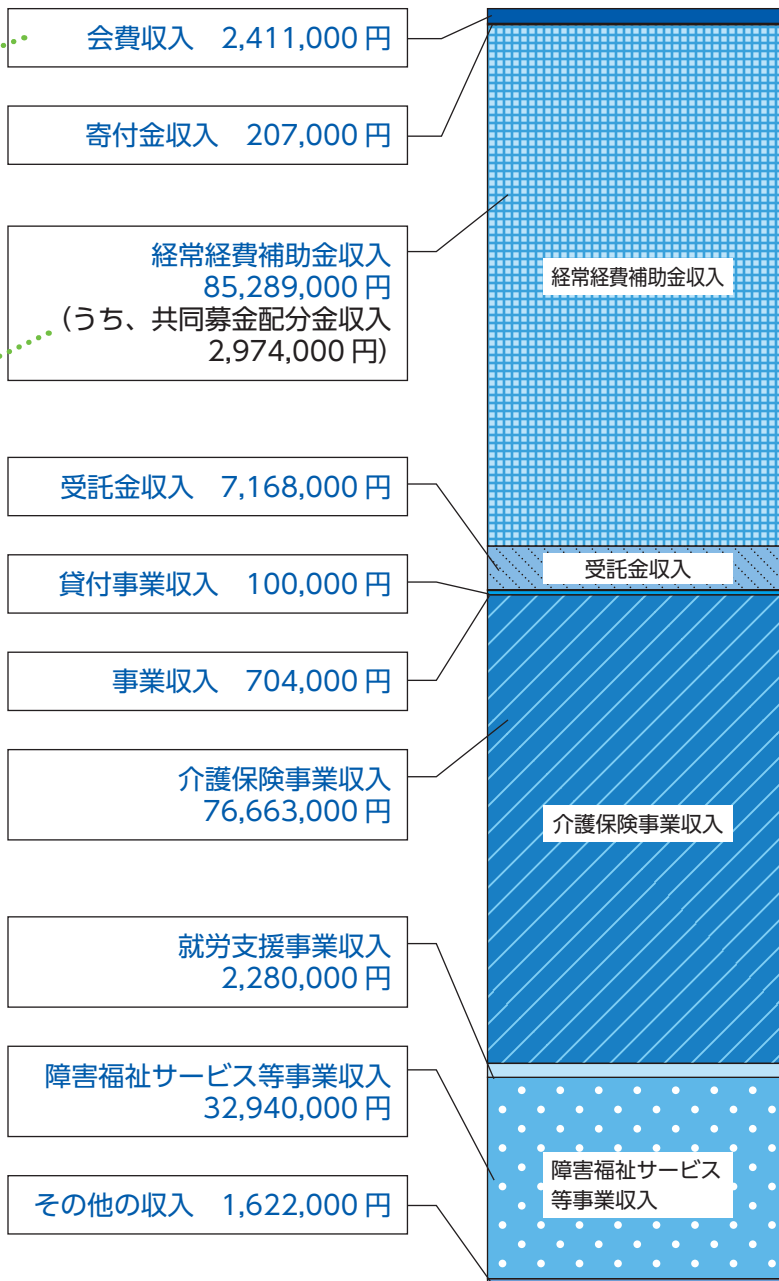 会費収入　2,411,000 円
寄付金収入　207,000 円
経常経費補助金収入
85,289,000 円
（うち、共同募金配分金収入
2,974,000 円）
受託金収入　7,168,000 円
貸付事業収入　100,000 円
事業収入　704,000 円
介護保険事業収入
76,663,000 円
就労支援事業収入
2,280,000 円
障害福祉サービス等事業収入
32,940,000 円
その他の収入　1,622,000 円
経常経費補助金収入
受託金収入
介護保険事業収入
障害福祉サービス
等事業収入